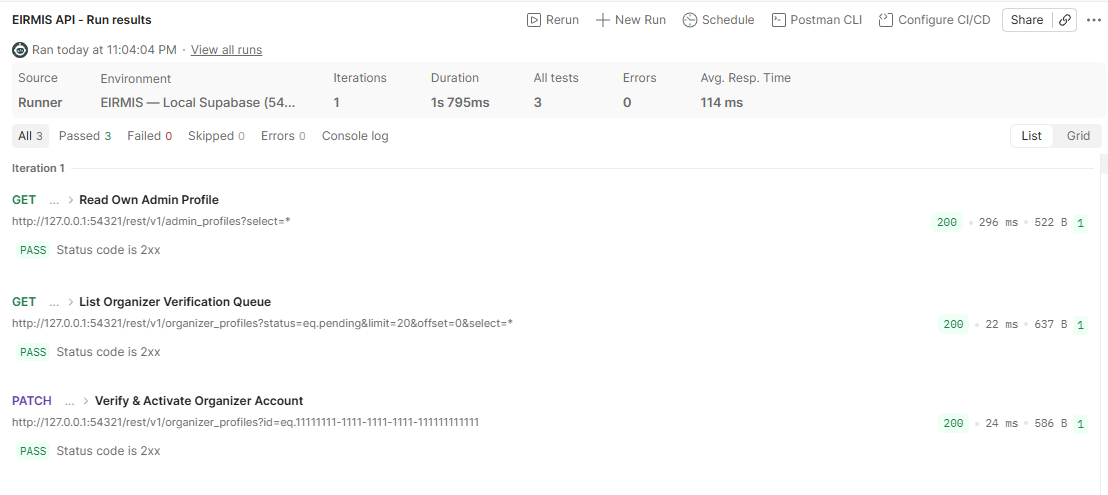 EIRMIS API - Run results
Rerun New Run Schedule Postman CLI Configure CI/CD Share
Ran today at 11:04:04 PM · View all runs
Source Environment Iterations Duration All tests Errors Avg. Resp. Time
Runner EIRMIS — Local Supabase (54... 1 1s 795ms 3 0 114 ms
All 3 Passed 3 Failed 0 Skipped 0 Errors 0 Console log List Grid
Iteration 1
GET ... > Read Own Admin Profile
http://127.0.0.1:54321/rest/v1/admin_profiles?select=* 200 • 296 ms • 522 B 1
PASS Status code is 2xx
GET ... > List Organizer Verification Queue
http://127.0.0.1:54321/rest/v1/organizer_profiles?status=eq.pending&limit=20&offset=0&select=* 200 • 22 ms • 637 B 1
PASS Status code is 2xx
PATCH ... > Verify & Activate Organizer Account
http://127.0.0.1:54321/rest/v1/organizer_profiles?id=eq.11111111-1111-1111-1111-111111111111 200 • 24 ms • 586 B 1
PASS Status code is 2xx